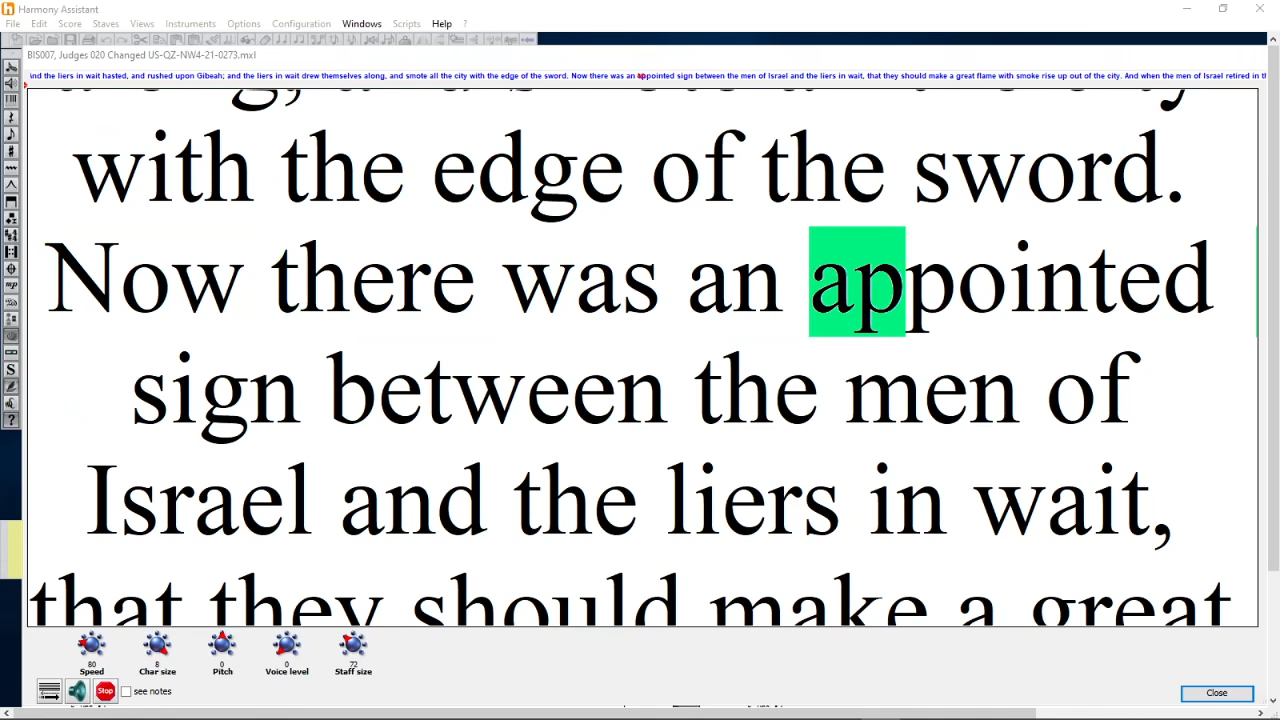 Harmony Assistant
File Edit Score Staves Views Instruments Options Configuration Windows Scripts Help ?
BIS007, Judges 020 Changed US-QZ-NW4-21-0273.mxl
And the liers in wait hasted, and rushed upon Gibeah; and the liers in wait drew themselves along, and smote all the city with the edge of the sword. Now there was an appointed sign between the men of Israel and the liers in wait, that they should make a great flame with smoke rise up out of the city. And when the men of Israel retired in th
with the edge of the sword.
Now there was an appointed
sign between the men of
Israel and the liers in wait,
that they should make a great
80 8 0 0 72
Speed Char size Pitch Voice level Staff size
Stop see notes Close